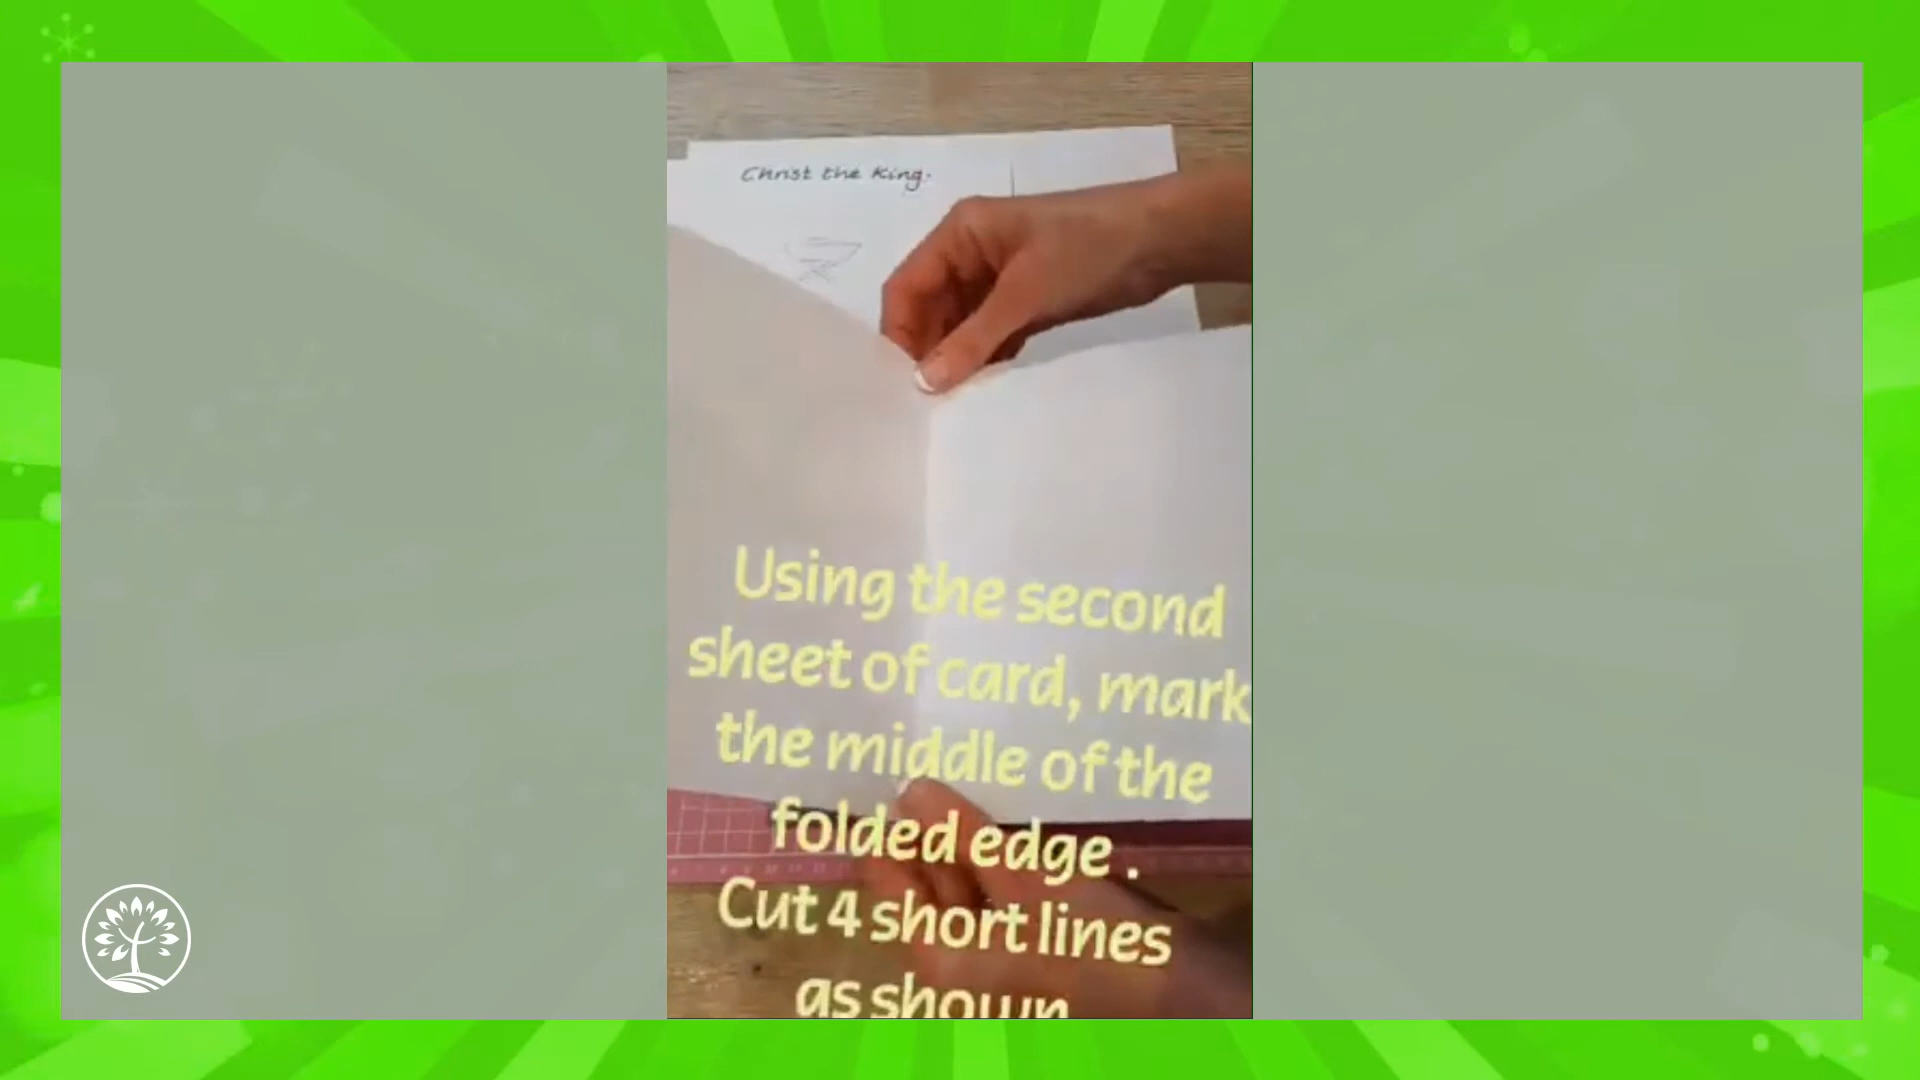 Christ the King.
Using the second
sheet of card, mark
the middle of the
folded edge .
Cut 4 short lines
as shown